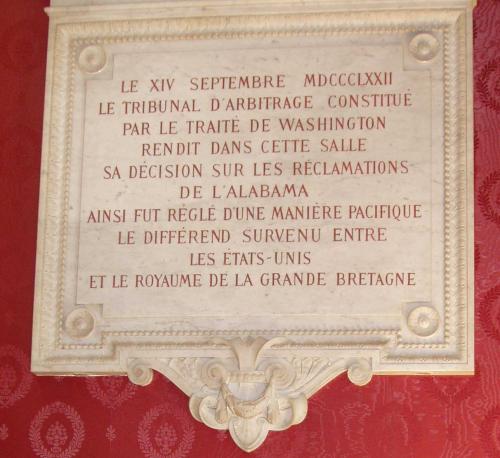 LE XIV SEPTEMBRE MDCCCLXXII
LE TRIBUNAL D'ARBITRAGE CONSTITUÉ
PAR LE TRAITÉ DE WASHINGTON
RENDIT DANS CETTE SALLE
SA DÉCISION SUR LES RÉCLAMATIONS
DE L'ALABAMA
AINSI FUT RÉGLÉ D'UNE MANIÈRE PACIFIQUE
LE DIFFÉREND SURVENU ENTRE
LES ÉTATS-UNIS
ET LE ROYAUME DE LA GRANDE BRETAGNE